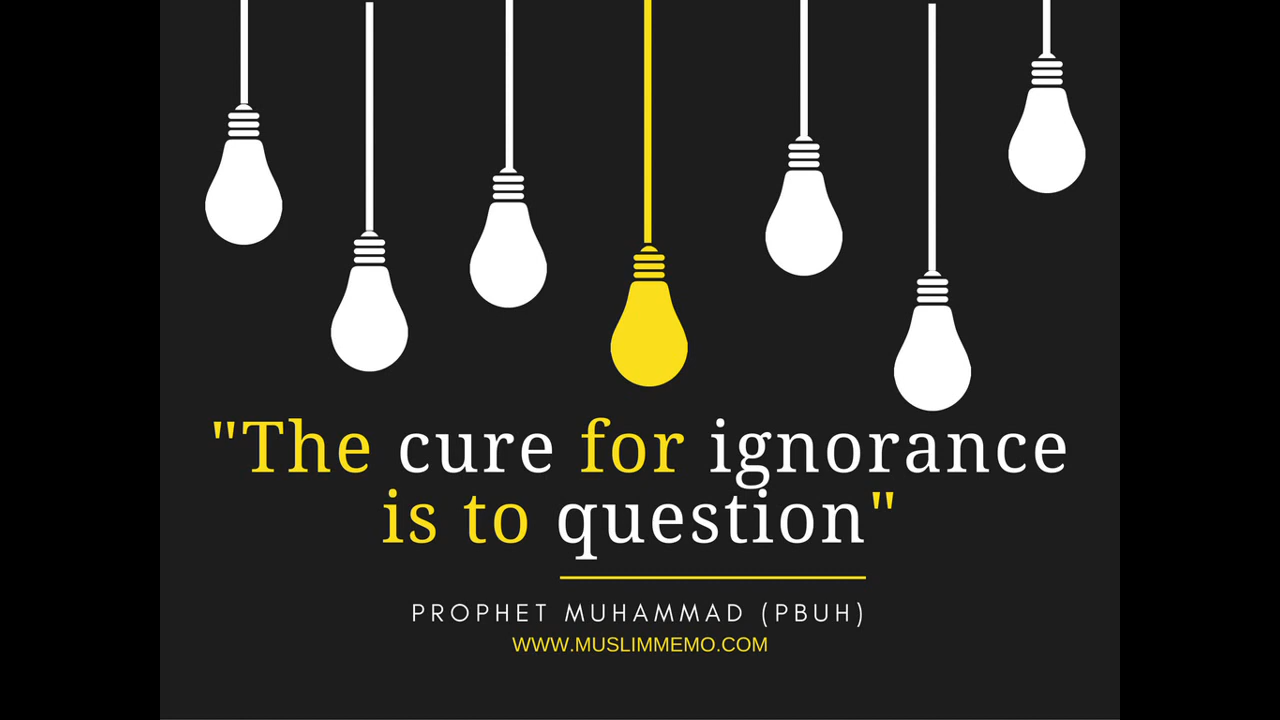 "The cure for ignorance
is to question"
PROPHET MUHAMMAD (PBUH)
WWW.MUSLIMMEMO.COM